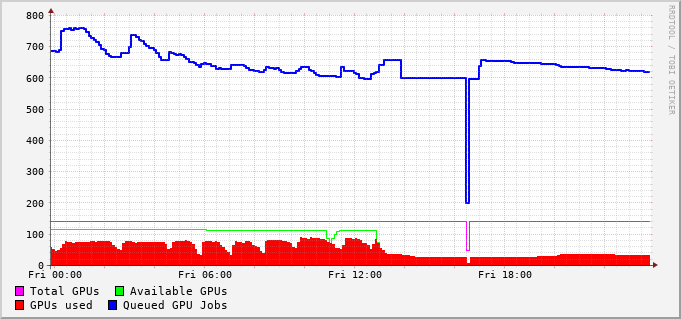 800
700
600
500
400
300
200
100
0
Fri 00:00 Fri 06:00 Fri 12:00 Fri 18:00
Total GPUs Available GPUs
GPUs used Queued GPU Jobs
RRDTOOL / TOBI OETIKER